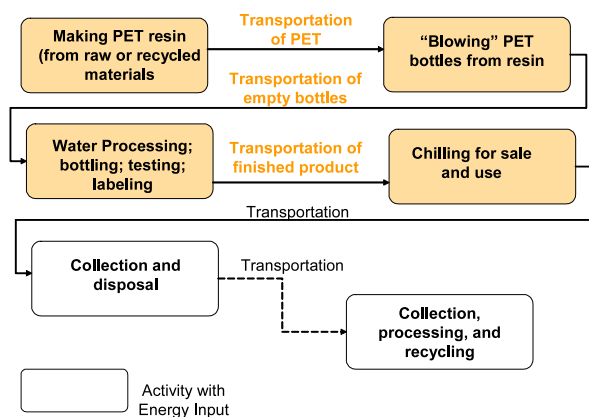 Making PET resin
(from raw or recycled
materials
Transportation
of PET
“Blowing” PET
bottles from resin
Transportation of
empty bottles
Water Processing;
bottling; testing;
labeling
Transportation of
finished product
Chilling for sale
and use
Transportation
Collection and
disposal
Transportation
Collection,
processing, and
recycling
Activity with
Energy Input